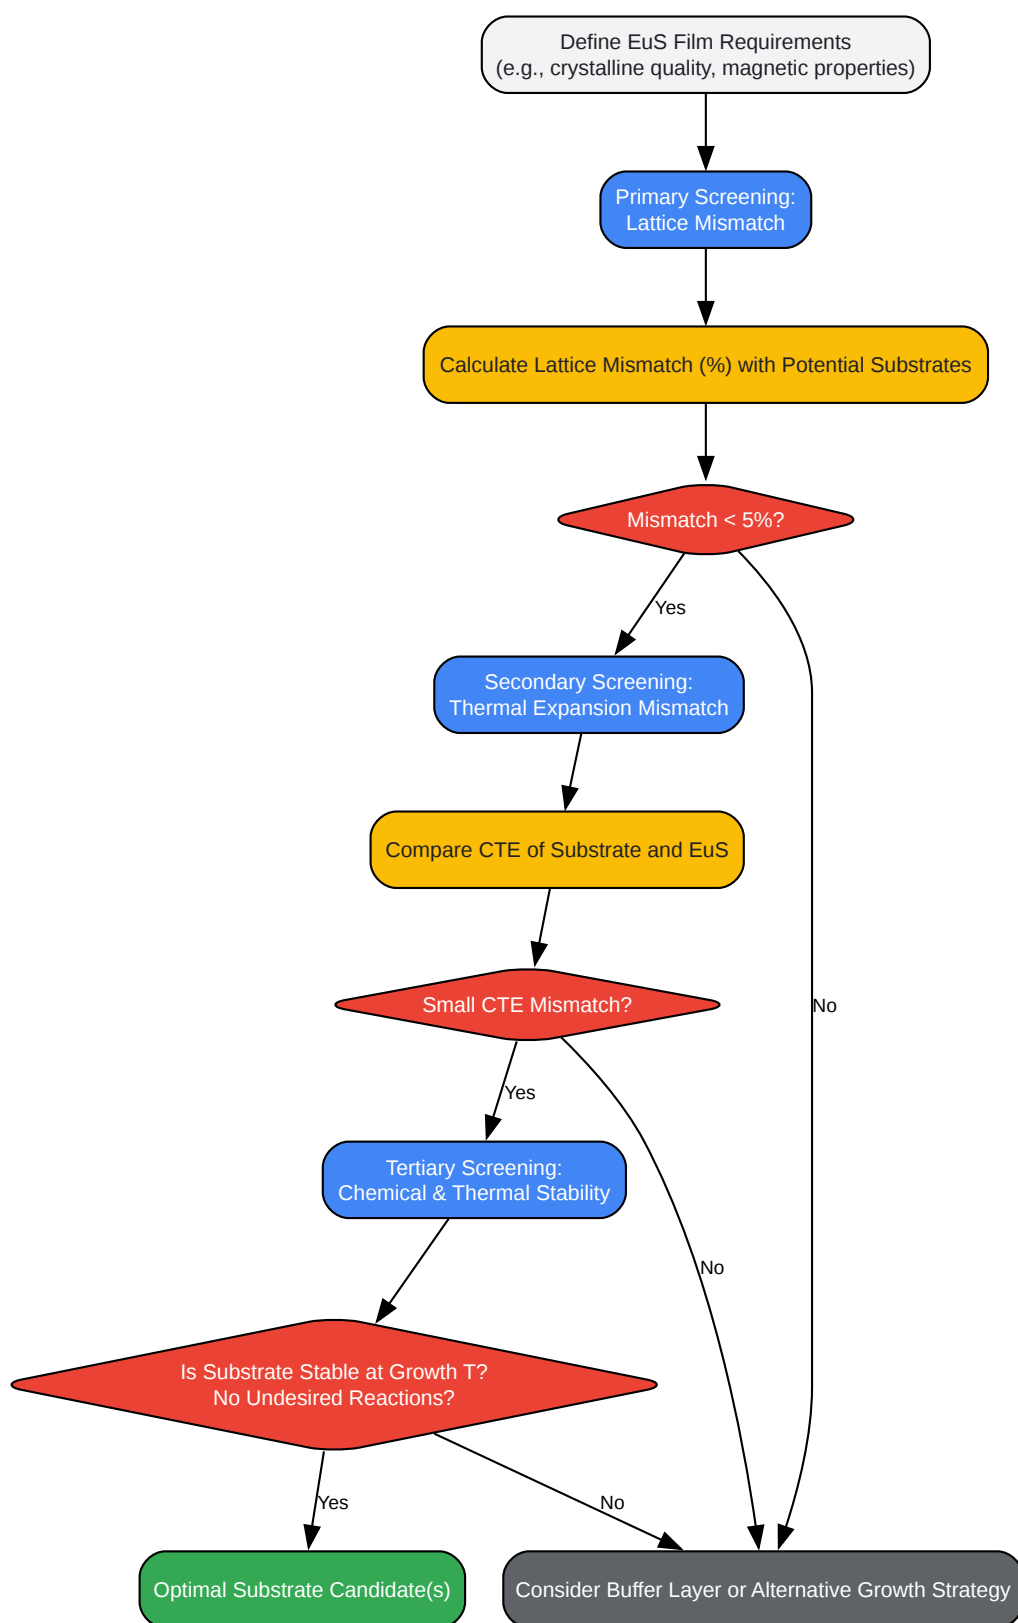 Define EuS Film Requirements
(e.g., crystalline quality, magnetic properties)
Primary Screening:
Lattice Mismatch
Calculate Lattice Mismatch (%) with Potential Substrates
Mismatch < 5%?
Yes
Secondary Screening:
Thermal Expansion Mismatch
Compare CTE of Substrate and EuS
Small CTE Mismatch?
No
Yes
Tertiary Screening:
Chemical & Thermal Stability
No
Is Substrate Stable at Growth T?
No Undesired Reactions?
Yes
No
Optimal Substrate Candidate(s)
Consider Buffer Layer or Alternative Growth Strategy